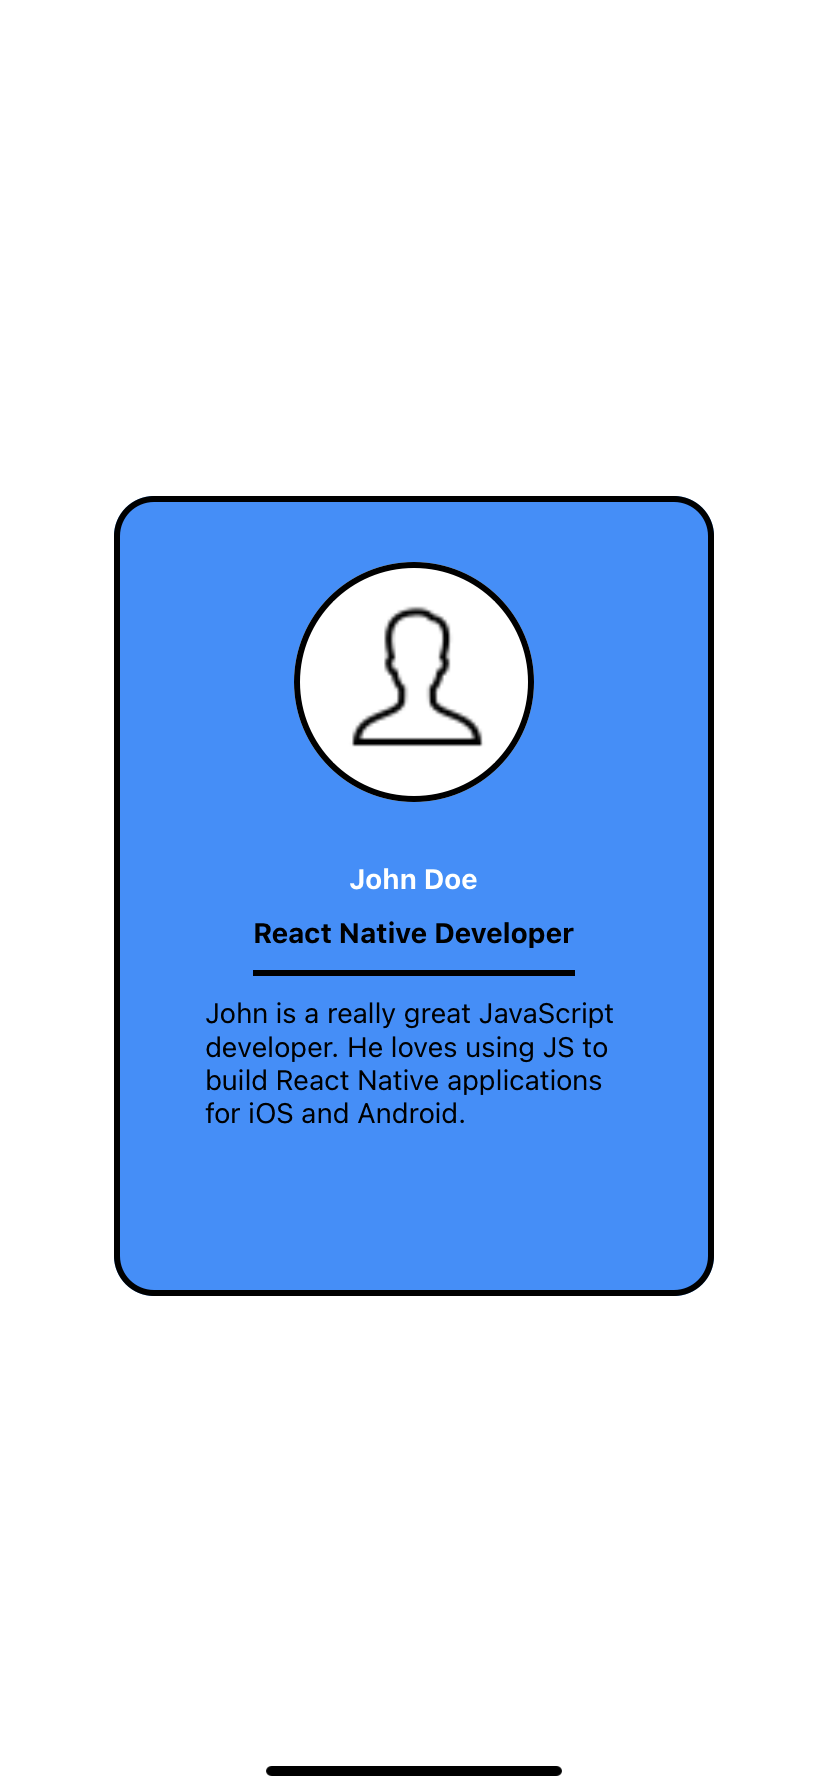 John Doe
React Native Developer
John is a really great JavaScript
developer. He loves using JS to
build React Native applications
for iOS and Android.